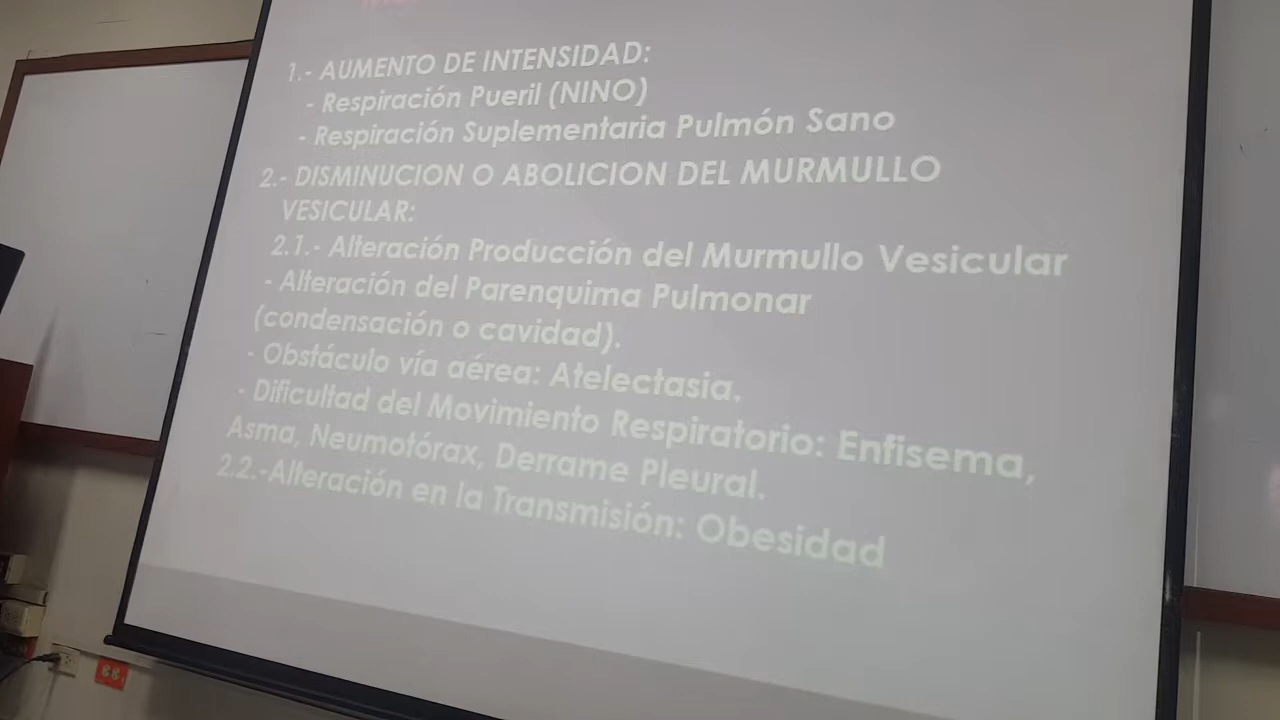 1.- AUMENTO DE INTENSIDAD:
- Respiración Pueril (NINO)
- Respiración Suplementaria Pulmón Sano
2.- DISMINUCION O ABOLICION DEL MURMULLO
VESICULAR:
2.1.- Alteración Producción del Murmullo Vesicular
- Alteración del Parenquima Pulmonar
(condensación o cavidad).
- Obstáculo vía aérea: Atelectasia.
- Dificultad del Movimiento Respiratorio: Enfisema,
Asma, Neumotórax, Derrame Pleural.
2.2.-Alteración en la Transmisión: Obesidad